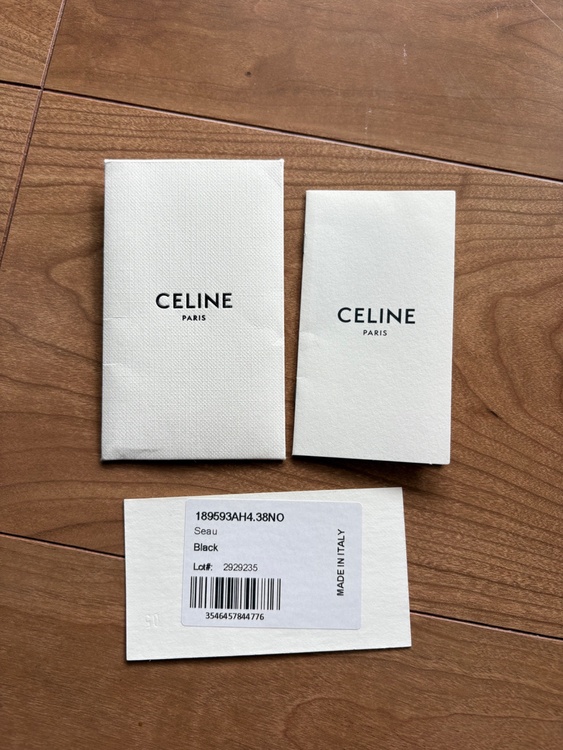 CELINE
PARIS
CELINE
PARIS
189593AH4.38NO
Seau
Black
Lot#: 2929235
3546457844776
MADE IN ITALY